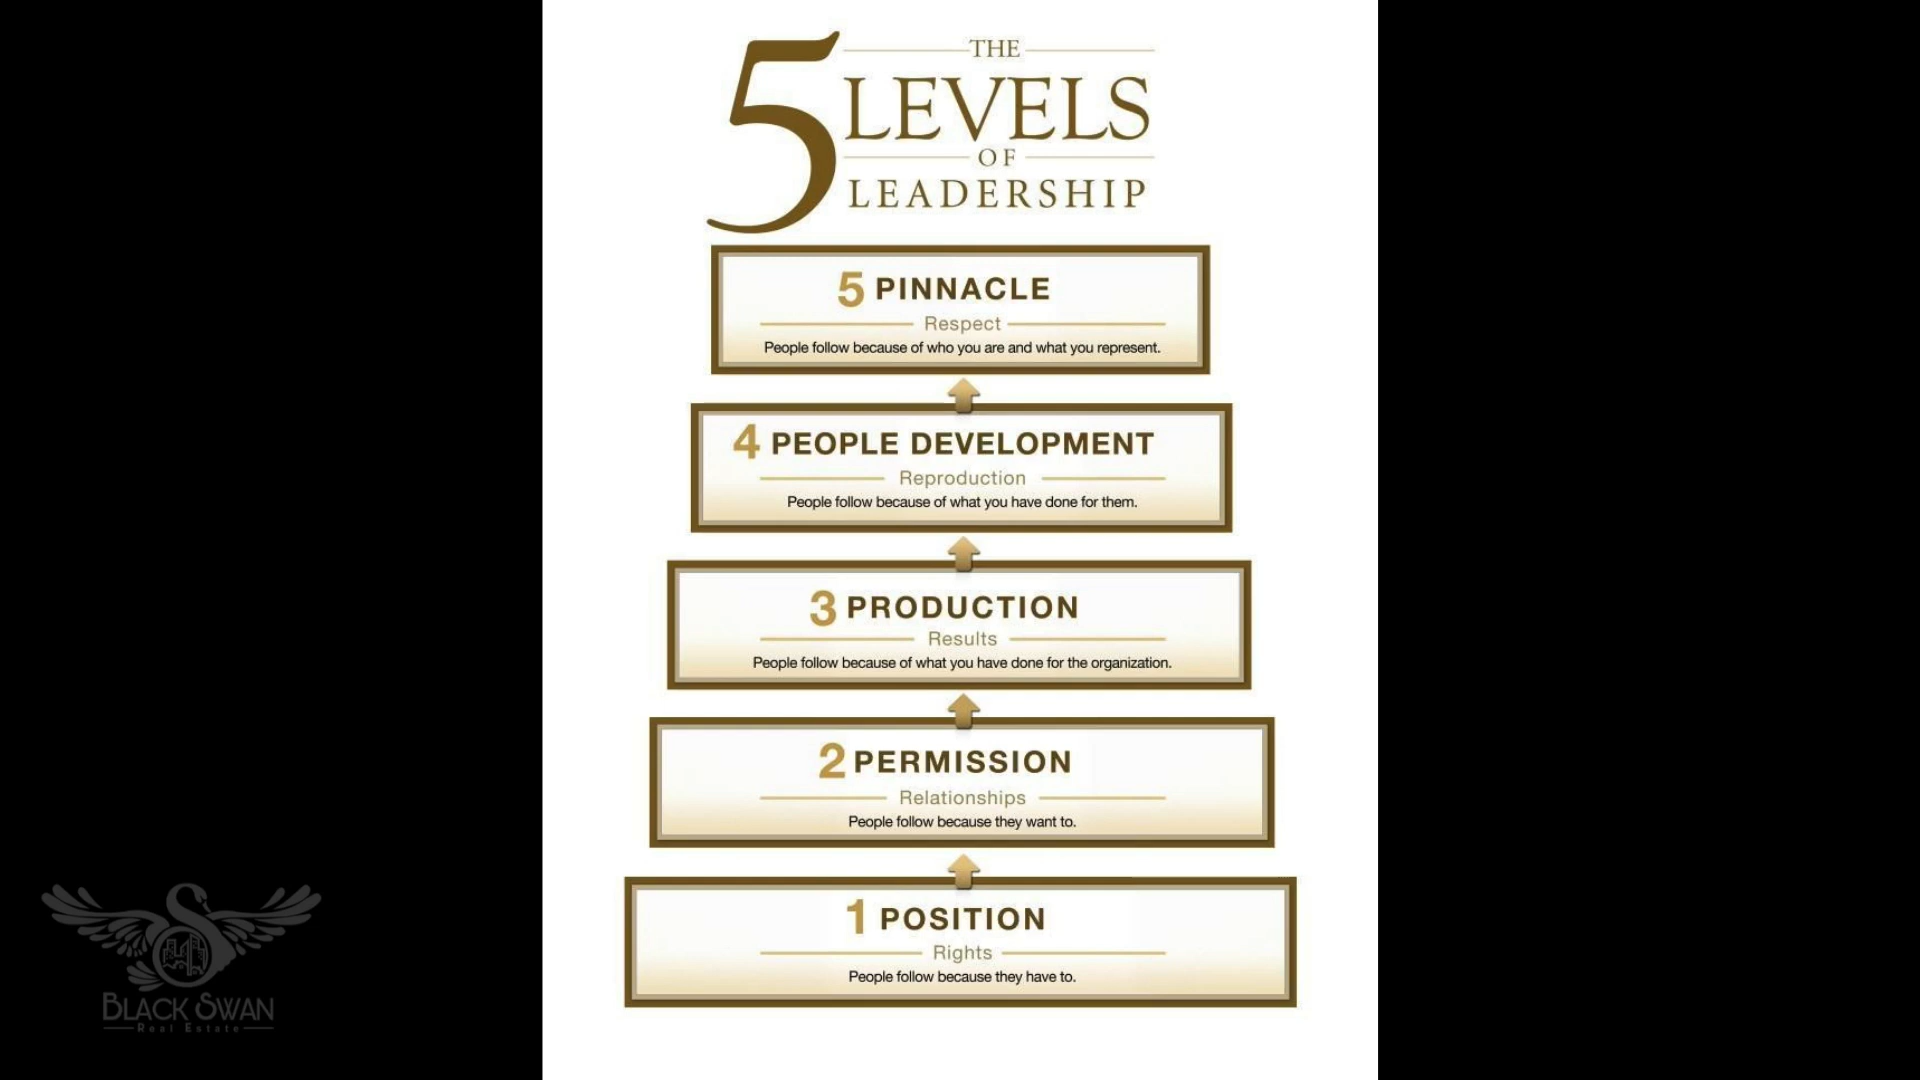 THE
5 LEVELS
OF
LEADERSHIP
5 PINNACLE
Respect
People follow because of who you are and what you represent.
4 PEOPLE DEVELOPMENT
Reproduction
People follow because of what you have done for them.
3 PRODUCTION
Results
People follow because of what you have done for the organization.
2 PERMISSION
Relationships
People follow because they want to.
1 POSITION
Rights
People follow because they have to.
BLACK SWAN
Real Estate